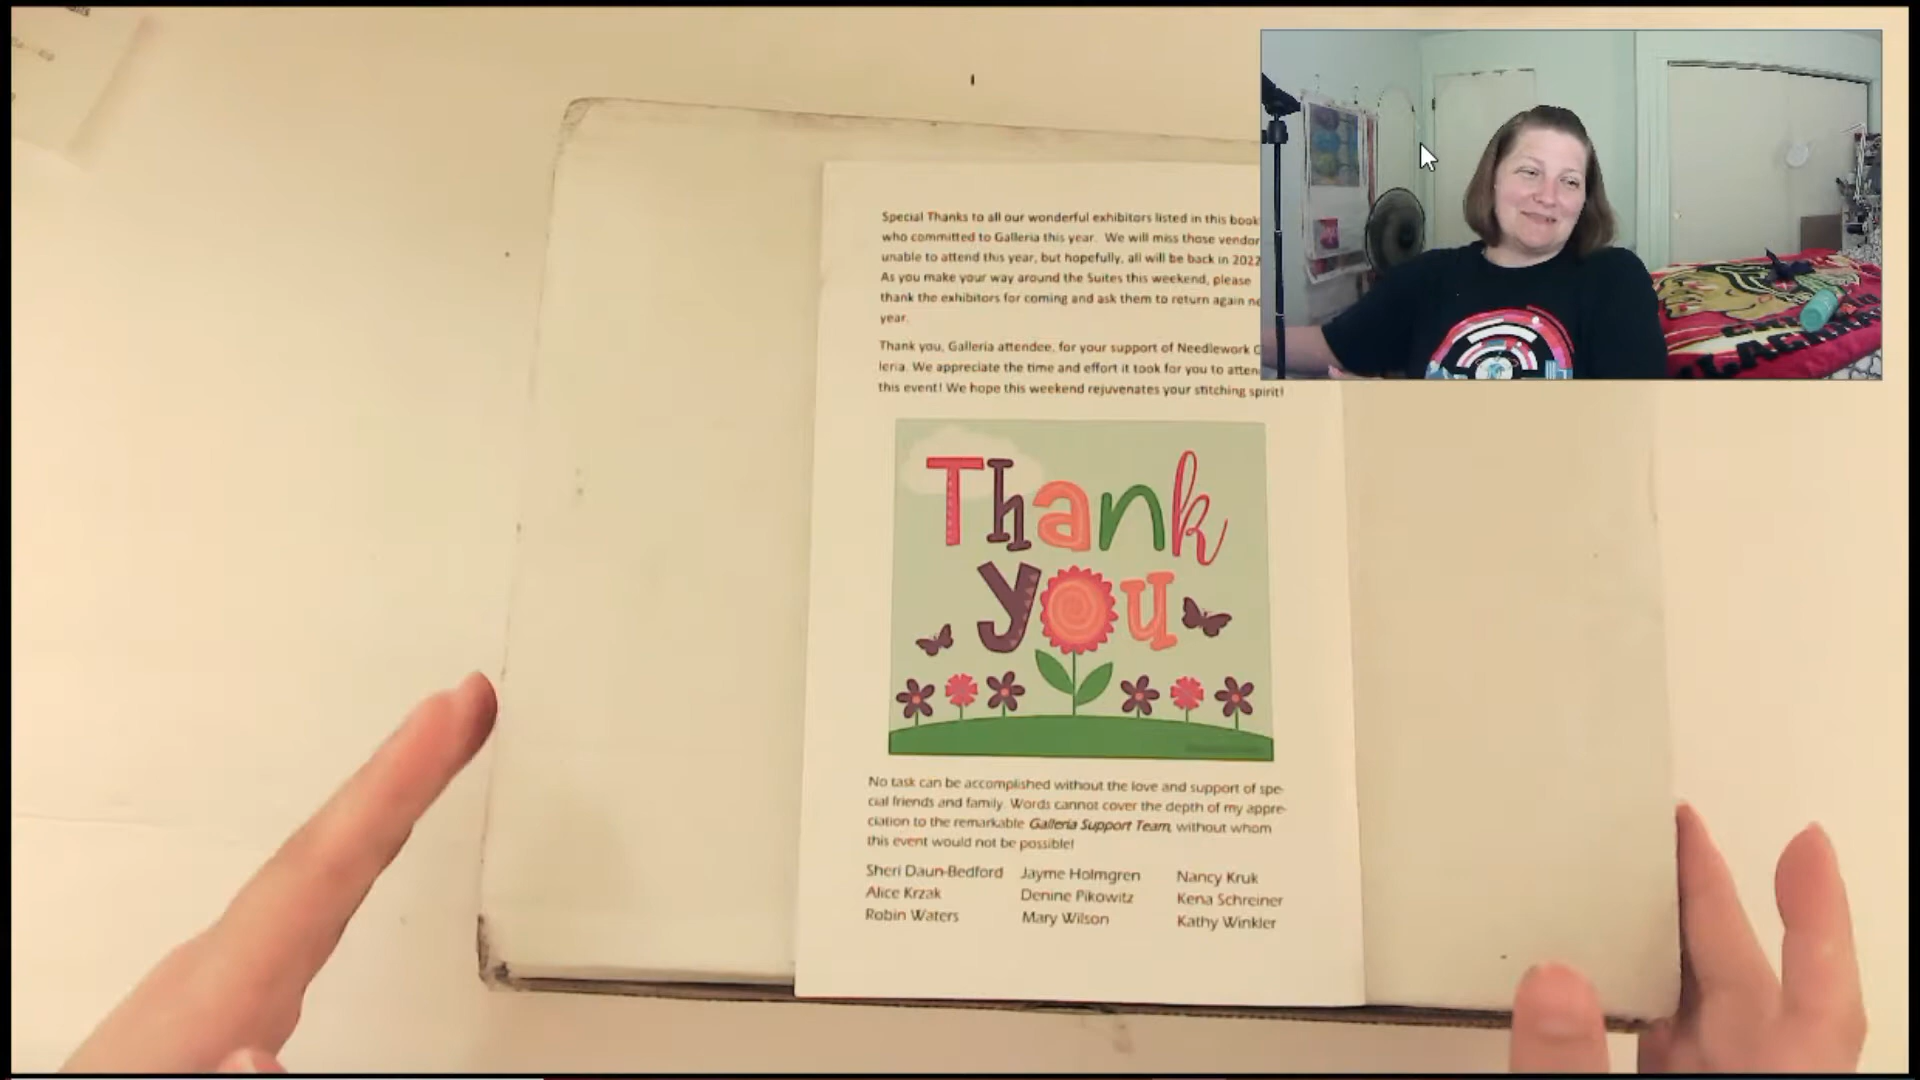 Special Thanks to all our wonderful exhibitors listed in this book
who committed to Galleria this year. We will miss those vendor
unable to attend this year, but hopefully, all will be back in 2022
As you make your way around the Suites this weekend, please
thank the exhibitors for coming and ask them to return again ne
year.
Thank you, Galleria attendee, for your support of Needlework G
leria. We appreciate the time and effort it took for you to atten
this event! We hope this weekend rejuvenates your stitching spirit!
Thank
you
No task can be accomplished without the love and support of spe-
cial friends and family. Words cannot cover the depth of my appre-
ciation to the remarkable Galleria Support Team, without whom
this event would not be possible!
Sheri Daun-Bedford Jayme Holmgren Nancy Kruk
Alice Krzak Denine Pikowitz Kena Schreiner
Robin Waters Mary Wilson Kathy Winkler